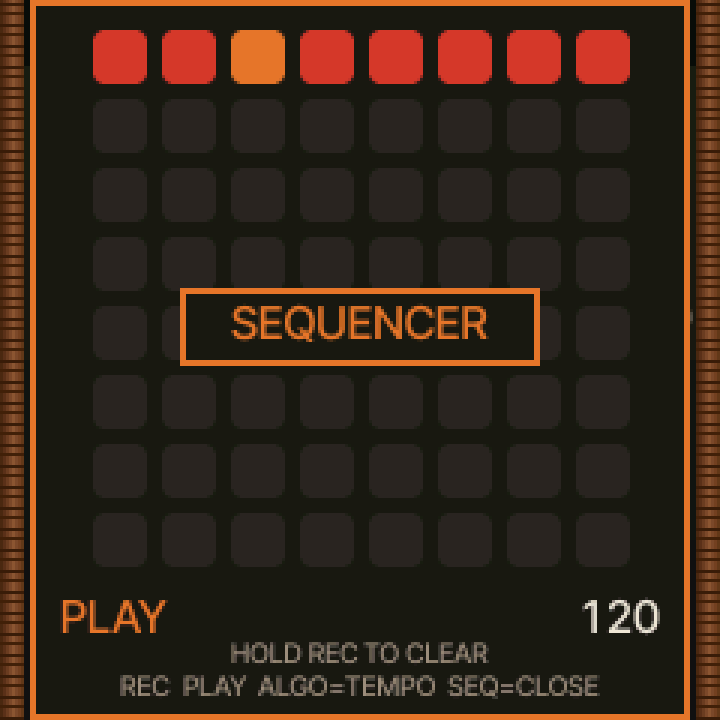 SEQUENCER
PLAY 120
HOLD REC TO CLEAR
REC PLAY ALGO=TEMPO SEQ=CLOSE